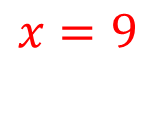 x = 9